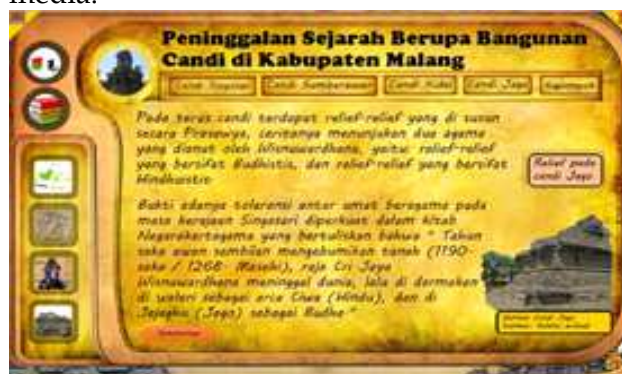 media.
Peninggalan Sejarah Berupa Bangunan
Candi di Kabupaten Malang
Candi Singosari Candi Sumberawan Candi Kidal Candi Jago
Pada teras candi terdapat relief-relief yang di susun
secara Prasawya, ceritanya menunjukan dua agama
yang dianut oleh Wisnuwardhana, yaitu: relief-relief
yang bersifat Budhistis, dan relief-relief yang bersifat
Hinduistis
Relief pada
candi Jago
Bukti adanya toleransi antar umat beragama pada
masa kerajaan Singasari diperkuat dalam kitab
Negarakertagama yang bertuliskan bahwa " Tahun
saka awan sembilan mengebumikan tanah (1190
saka / 1268 Masehi), raja Cri Jaya
Wisnuwardhana meninggal dunia, lalu di dermakan
di waleri sebagai arca Ciwa (Hindu), dan di
Jajaghu (Jago) sebagai Budha "